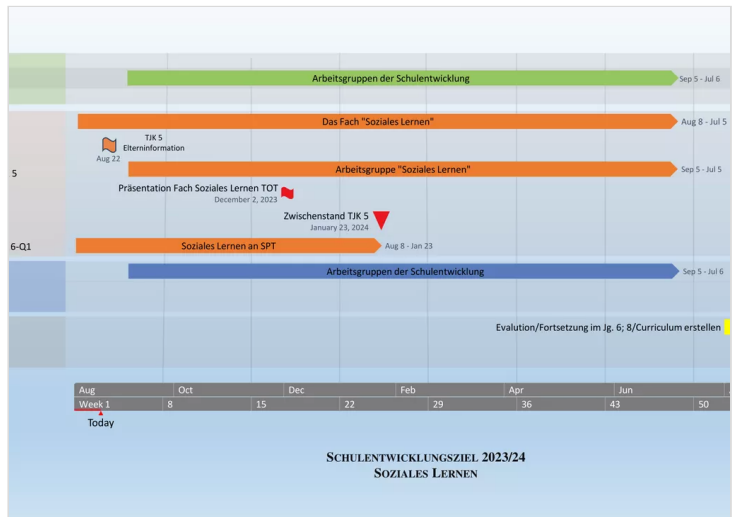 Arbeitsgruppen der Schulentwicklung
Sep 5 - Jul 6
Das Fach "Soziales Lernen"
Aug 8 - Jul 5
TJK 5
Elterninformation
Aug 22
5
Arbeitsgruppe "Soziales Lernen"
Sep 5 - Jul 5
Präsentation Fach Soziales Lernen TOT
December 2, 2023
Zwischenstand TJK 5
January 23, 2024
6-Q1
Soziales Lernen an SPT
Aug 8 - Jan 23
Arbeitsgruppen der Schulentwicklung
Sep 5 - Jul 6
Evalution/Fortsetzung im Jg. 6; 8/Curriculum erstellen
Aug Oct Dec Feb Apr Jun
Week 1 8 15 22 29 36 43 50
Today
SCHULENTWICKLUNGSZIEL 2023/24
SOZIALES LERNEN